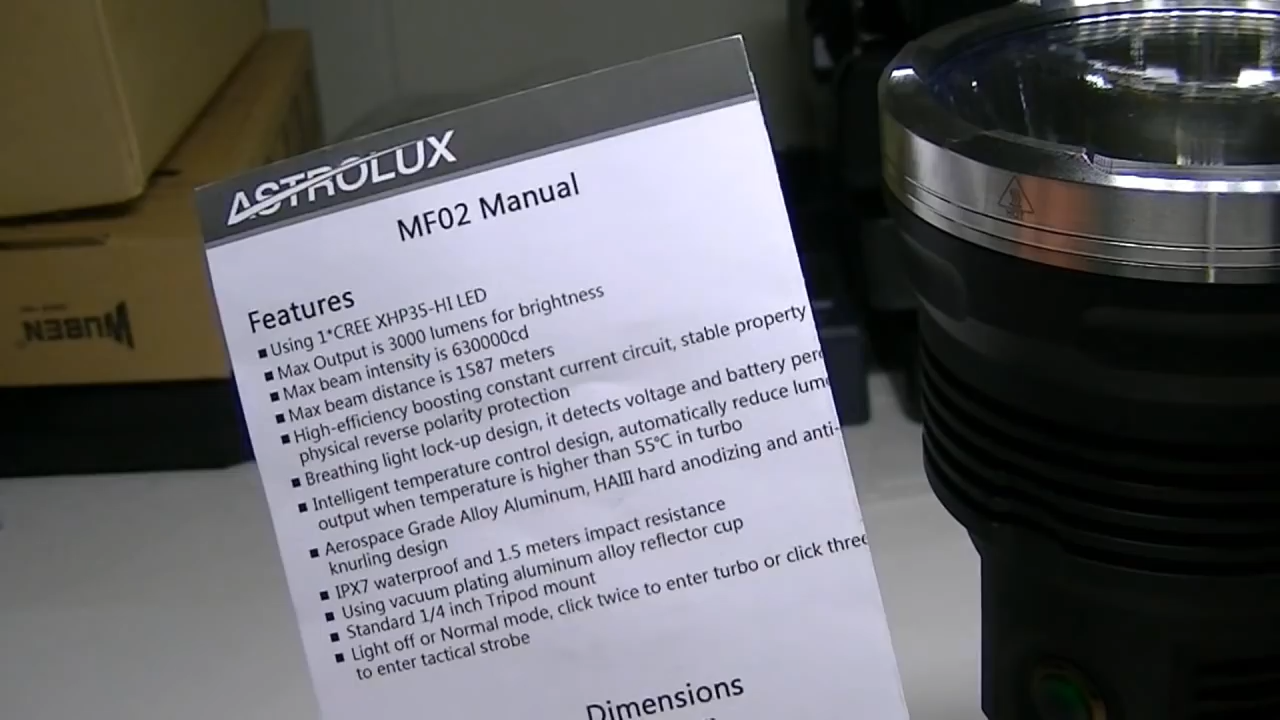 ASTROLUX
MF02 Manual
Features
■ Using 1*CREE XHP35-HI LED
■ Max Output is 3000 lumens for brightness
■ Max beam intensity is 630000cd
■ Max beam distance is 1587 meters
■ High-efficiency boosting constant current circuit, stable property
physical reverse polarity protection
■ Breathing light lock-up design, it detects voltage and battery perc
■ Intelligent temperature control design, automatically reduce lume
output when temperature is higher than 55℃ in turbo
■ Aerospace Grade Alloy Aluminum, HAIII hard anodizing and anti-
knurling design
■ IPX7 waterproof and 1.5 meters impact resistance
■ Using vacuum plating aluminum alloy reflector cup
■ Standard 1/4 inch Tripod mount
■ Light off or Normal mode, click twice to enter turbo or click three
to enter tactical strobe
Dimensions
WUBEN